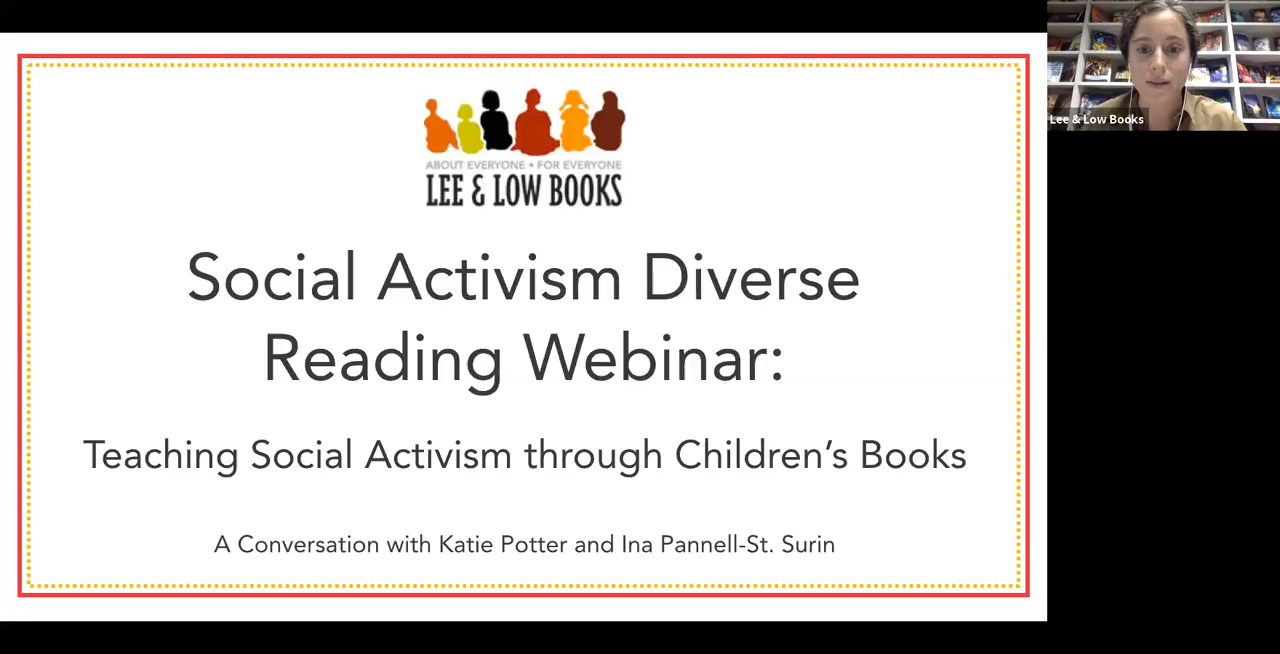 ABOUT EVERYONE • FOR EVERYONE
LEE & LOW BOOKS
Social Activism Diverse
Reading Webinar:
Teaching Social Activism through Children’s Books
A Conversation with Katie Potter and Ina Pannell-St. Surin
Lee & Low Books